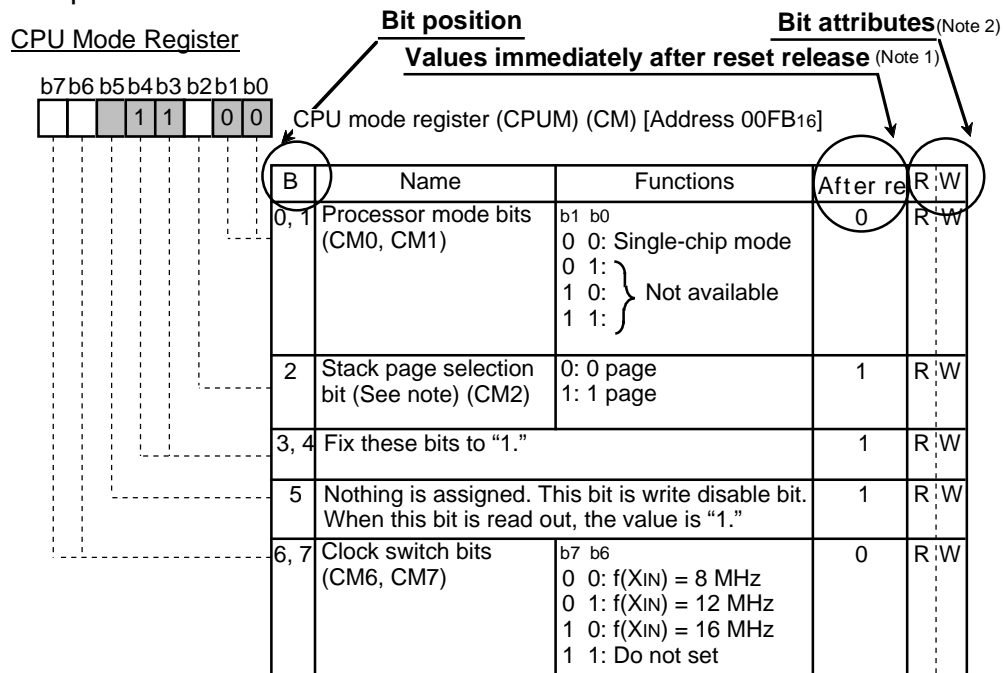 Bit position
Bit attributes(Note 2)
CPU Mode Register
Values immediately after reset release (Note 1)
b7 b6 b5 b4 b3 b2 b1 b0
1 1 0 0
CPU mode register (CPUM) (CM) [Address 00FB16]
B Name Functions After re R W
0, 1 Processor mode bits b1 b0 0 R W
(CM0, CM1) 0 0: Single-chip mode
0 1:
1 0: Not available
1 1:
2 Stack page selection 0: 0 page 1 R W
bit (See note) (CM2) 1: 1 page
3, 4 Fix these bits to “1.” 1 R W
5 Nothing is assigned. This bit is write disable bit. 1 R W
When this bit is read out, the value is “1.”
6, 7 Clock switch bits b7 b6 0 R W
(CM6, CM7) 0 0: f(XIN) = 8 MHz
0 1: f(XIN) = 12 MHz
1 0: f(XIN) = 16 MHz
1 1: Do not set